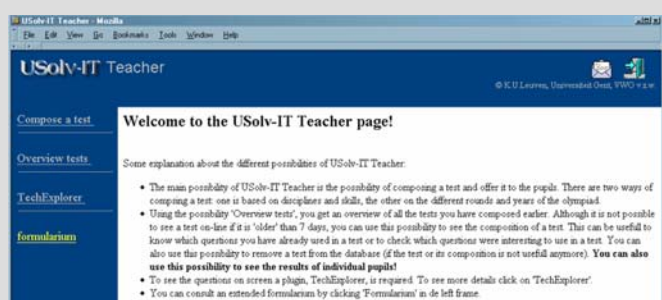 USolv-IT Teacher - Mozilla
File Edit View Go Bookmarks Tools Window Help
USolv-IT Teacher
© K.U.Leuven, Universiteit Gent, VWO v.z.w.
Compose a test
Overview tests
TechExplorer
formularium
Welcome to the USolv-IT Teacher page!
Some explanation about the different possibilities of USolv-IT Teacher:
• The main possibility of USolv-IT Teacher is the possibility of composing a test and offer it to the pupils. There are two ways of
composing a test: one is based on disciplines and skills, the other on the different rounds and years of the olympiad.
• Using the possibility 'Overview tests', you get an overview of all the tests you have composed earlier. Although it is not possible
to see a test on-line if it is 'older' than 7 days, you can use this possibility to see the composition of a test. This can be usefull to
know which questions you have already used in a test or to check which questions were interesting to use in a test. You can
also use this possibility to remove a test from the database (if the test or its composition is not usefull anymore). You can also
use this possibility to see the results of individual pupils!
• To see the questions on screen a plugin, TechExplorer, is required. To see more details click on 'TechExplorer'.
• You can consult an extended formularium by clicking 'Formularium' in de left frame.